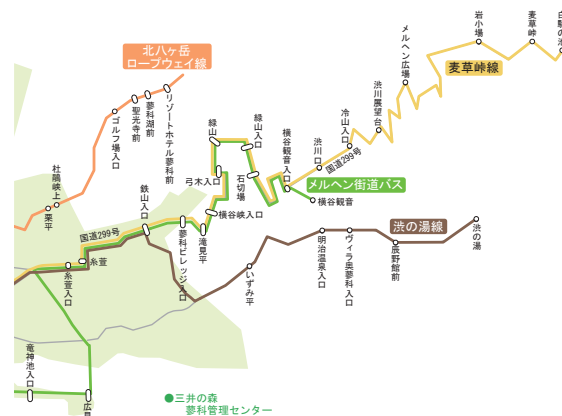 北八ヶ岳
ロープウェイ線
リゾートホテル蓼科前
蓼科湖前
聖光寺前
ゴルフ場入口
杜鵑峡上
栗平
白駒の池
麦草峠
岩小場
メルヘン広場
麦草峠線
渋川展望台
冷山入口
国道299号
渋川口
横谷観音入口
メルヘン街道バス
横谷観音
緑山入口
石切場
緑山
弓木入口
横谷峡入口
滝見平
蓼科ビレッジ入口
鉄山入口
国道299号
糸萱
糸萱入口
渋の湯線
渋の湯
辰野館前
ヴィラ奥蓼科入口
明治温泉入口
いずみ平
竜神池入口
●三井の森
蓼科管理センター